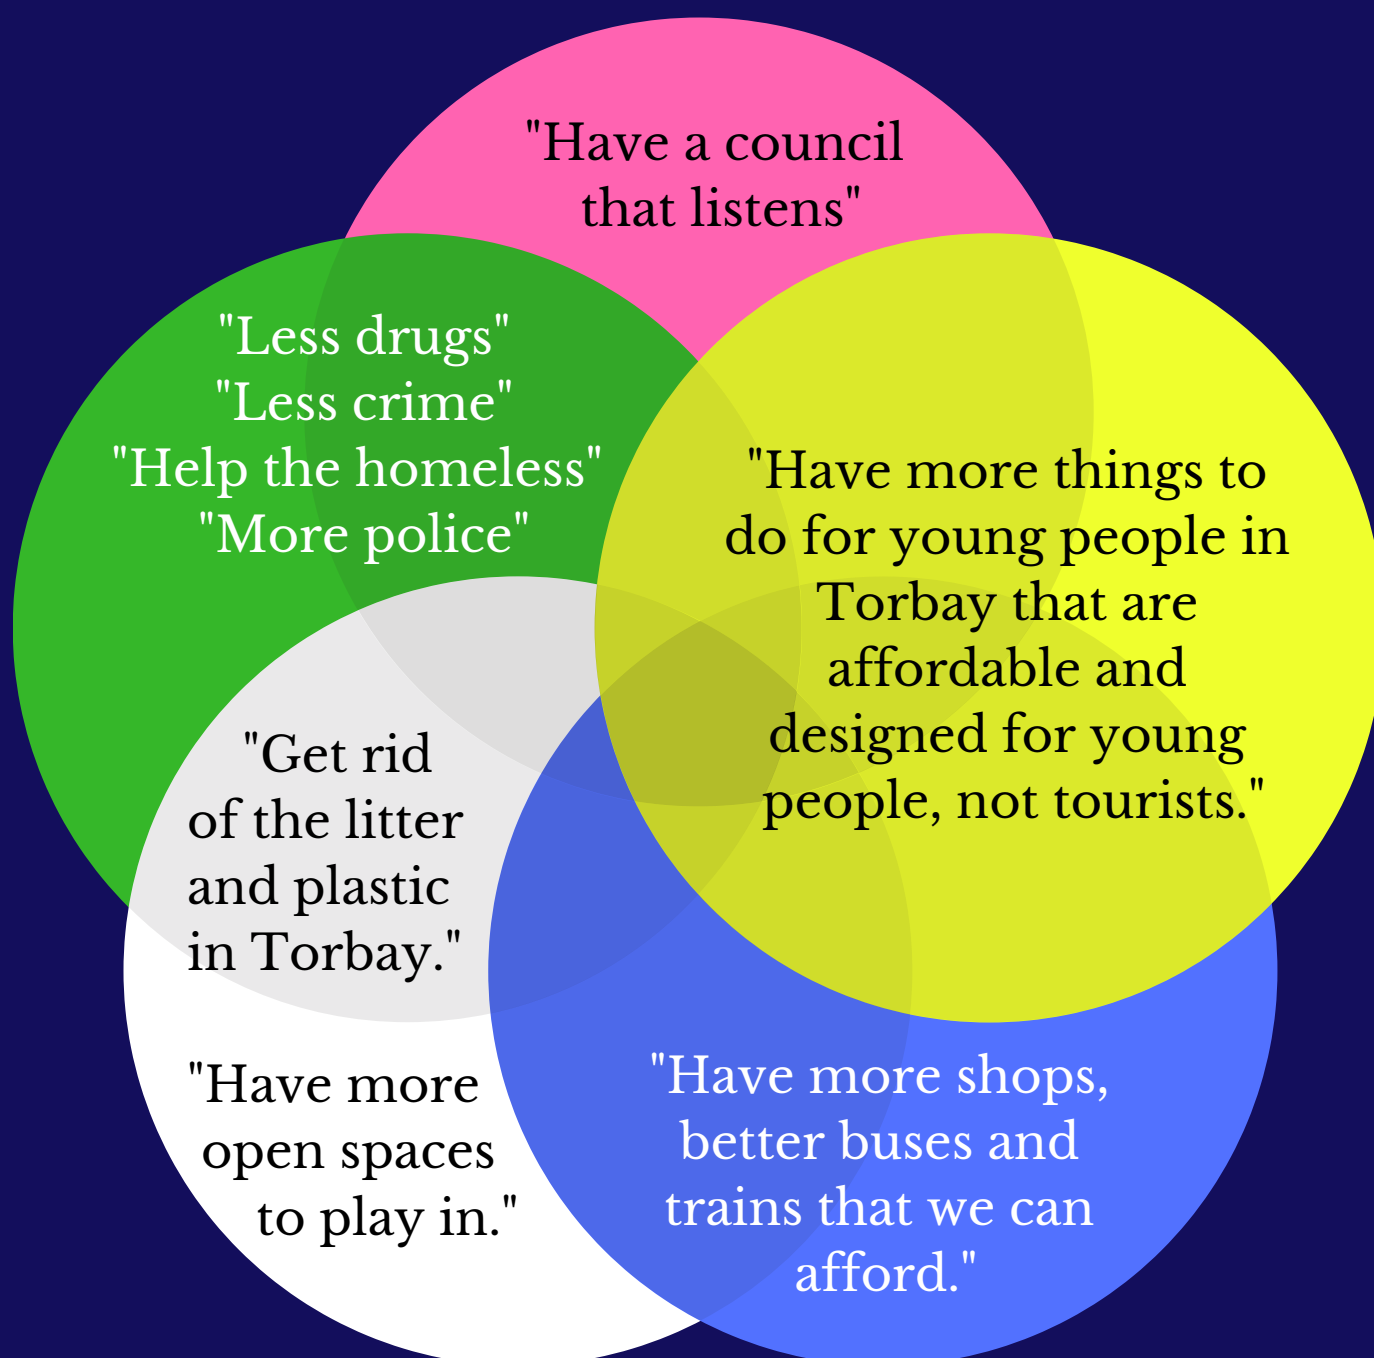 "Have a council
that listens"
"Less drugs"
"Less crime"
"Help the homeless"
"More police"
"Have more things to
do for young people in
Torbay that are
affordable and
designed for young
people, not tourists."
"Get rid
of the litter
and plastic
in Torbay."
"Have more
open spaces
to play in."
"Have more shops,
better buses and
trains that we can
afford."